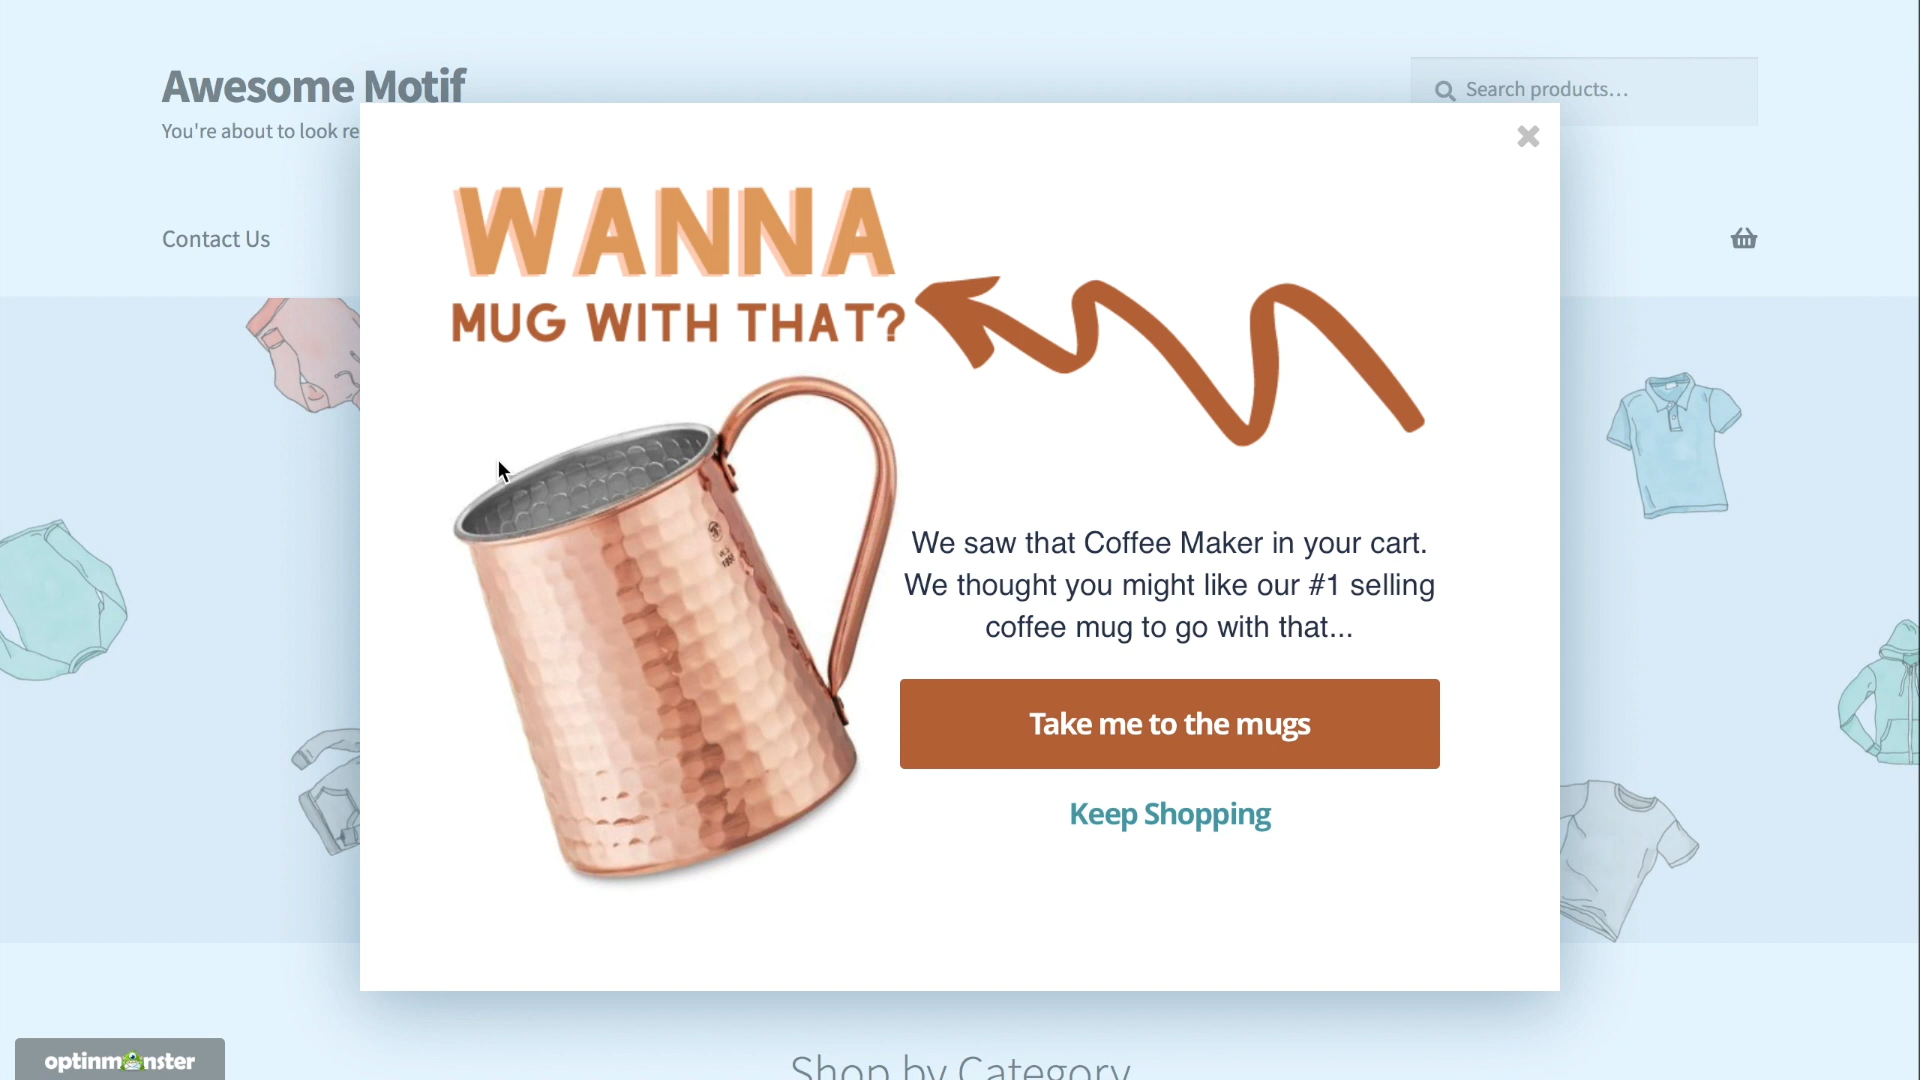 Awesome Motif
You're about to look re
Search products…
Contact Us
WANNA
MUG WITH THAT?
We saw that Coffee Maker in your cart.
We thought you might like our #1 selling
coffee mug to go with that...
Take me to the mugs
Keep Shopping
optinmonster
Shop by Category